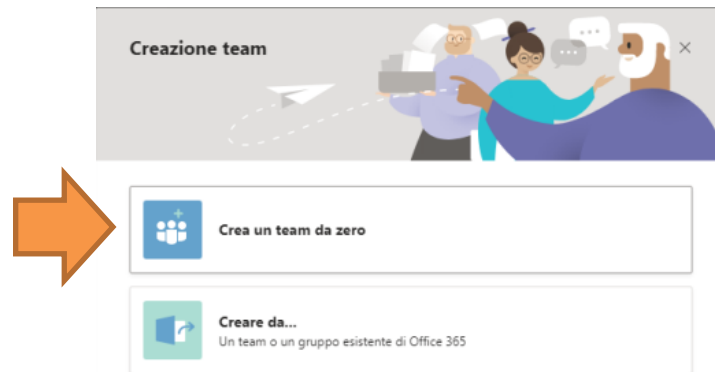 Creazione team
Crea un team da zero
Creare da...
Un team o un gruppo esistente di Office 365